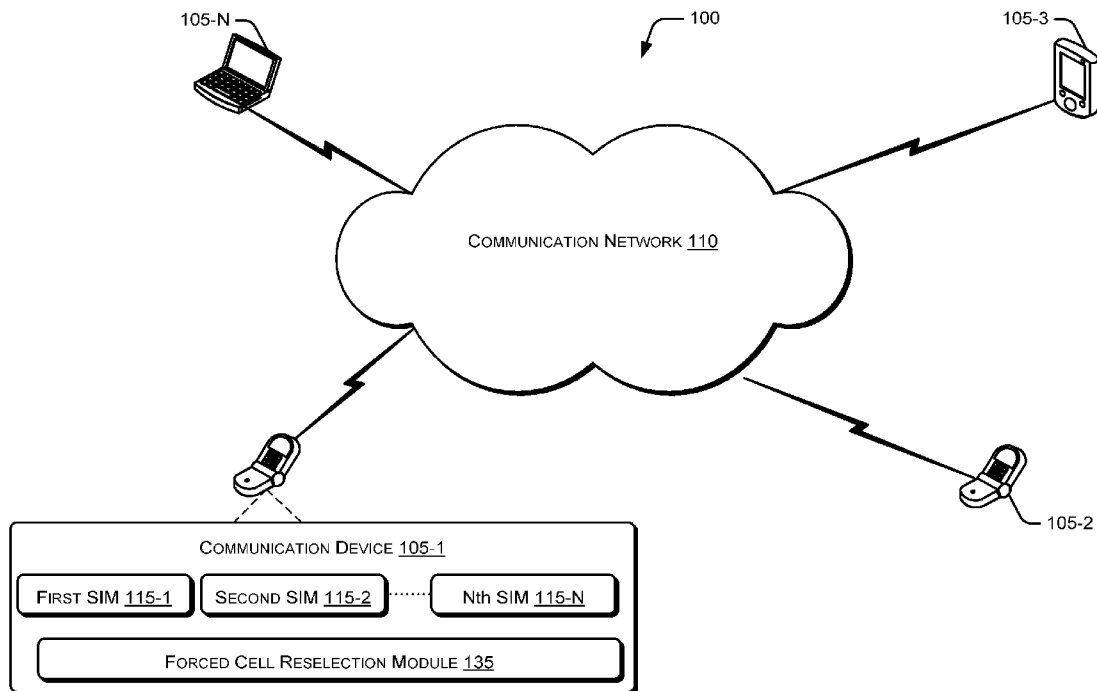 105-N
100
105-3
COMMUNICATION NETWORK 110
105-2
COMMUNICATION DEVICE 105-1
FIRST SIM 115-1
SECOND SIM 115-2
Nth SIM 115-N
FORCED CELL RESELECTION MODULE 135